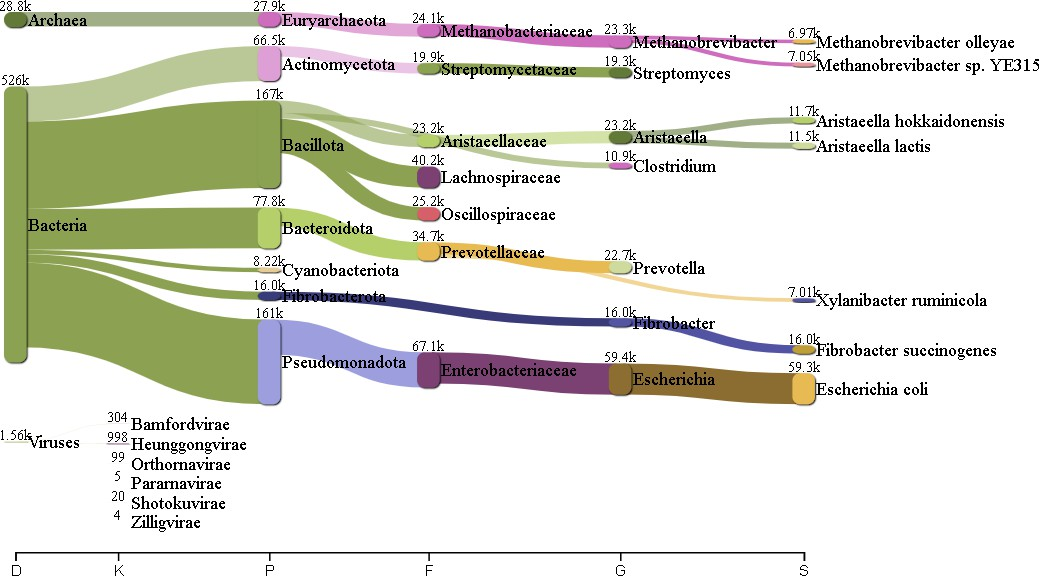 28.8k
Archaea
27.9k
Euryarchaeota
24.1k
Methanobacteriaceae
23.3k
Methanobrevibacter
6.97k
Methanobrevibacter olleyae
7.05k
Methanobrevibacter sp. YE315
66.5k
Actinomycetota
19.9k
Streptomycetaceae
19.3k
Streptomyces
526k
Bacteria
167k
Bacillota
23.2k
Aristaeellaceae
23.2k
Aristaeella
11.7k
Aristaeella hokkaidonensis
11.5k
Aristaeella lactis
10.9k
Clostridium
40.2k
Lachnospiraceae
25.2k
Oscillospiraceae
77.8k
Bacteroidota
34.7k
Prevotellaceae
22.7k
Prevotella
7.01k
Xylanibacter ruminicola
8.22k
Cyanobacteriota
16.0k
Fibrobacterota
16.0k
Fibrobacter
16.0k
Fibrobacter succinogenes
161k
Pseudomonadota
67.1k
Enterobacteriaceae
59.4k
Escherichia
59.3k
Escherichia coli
1.56k
Viruses
304
Bamfordvirae
998
Heunggongvirae
99
Orthornavirae
5
Pararnavirae
20
Shotokuvirae
4
Zilligvirae
D K P F G S